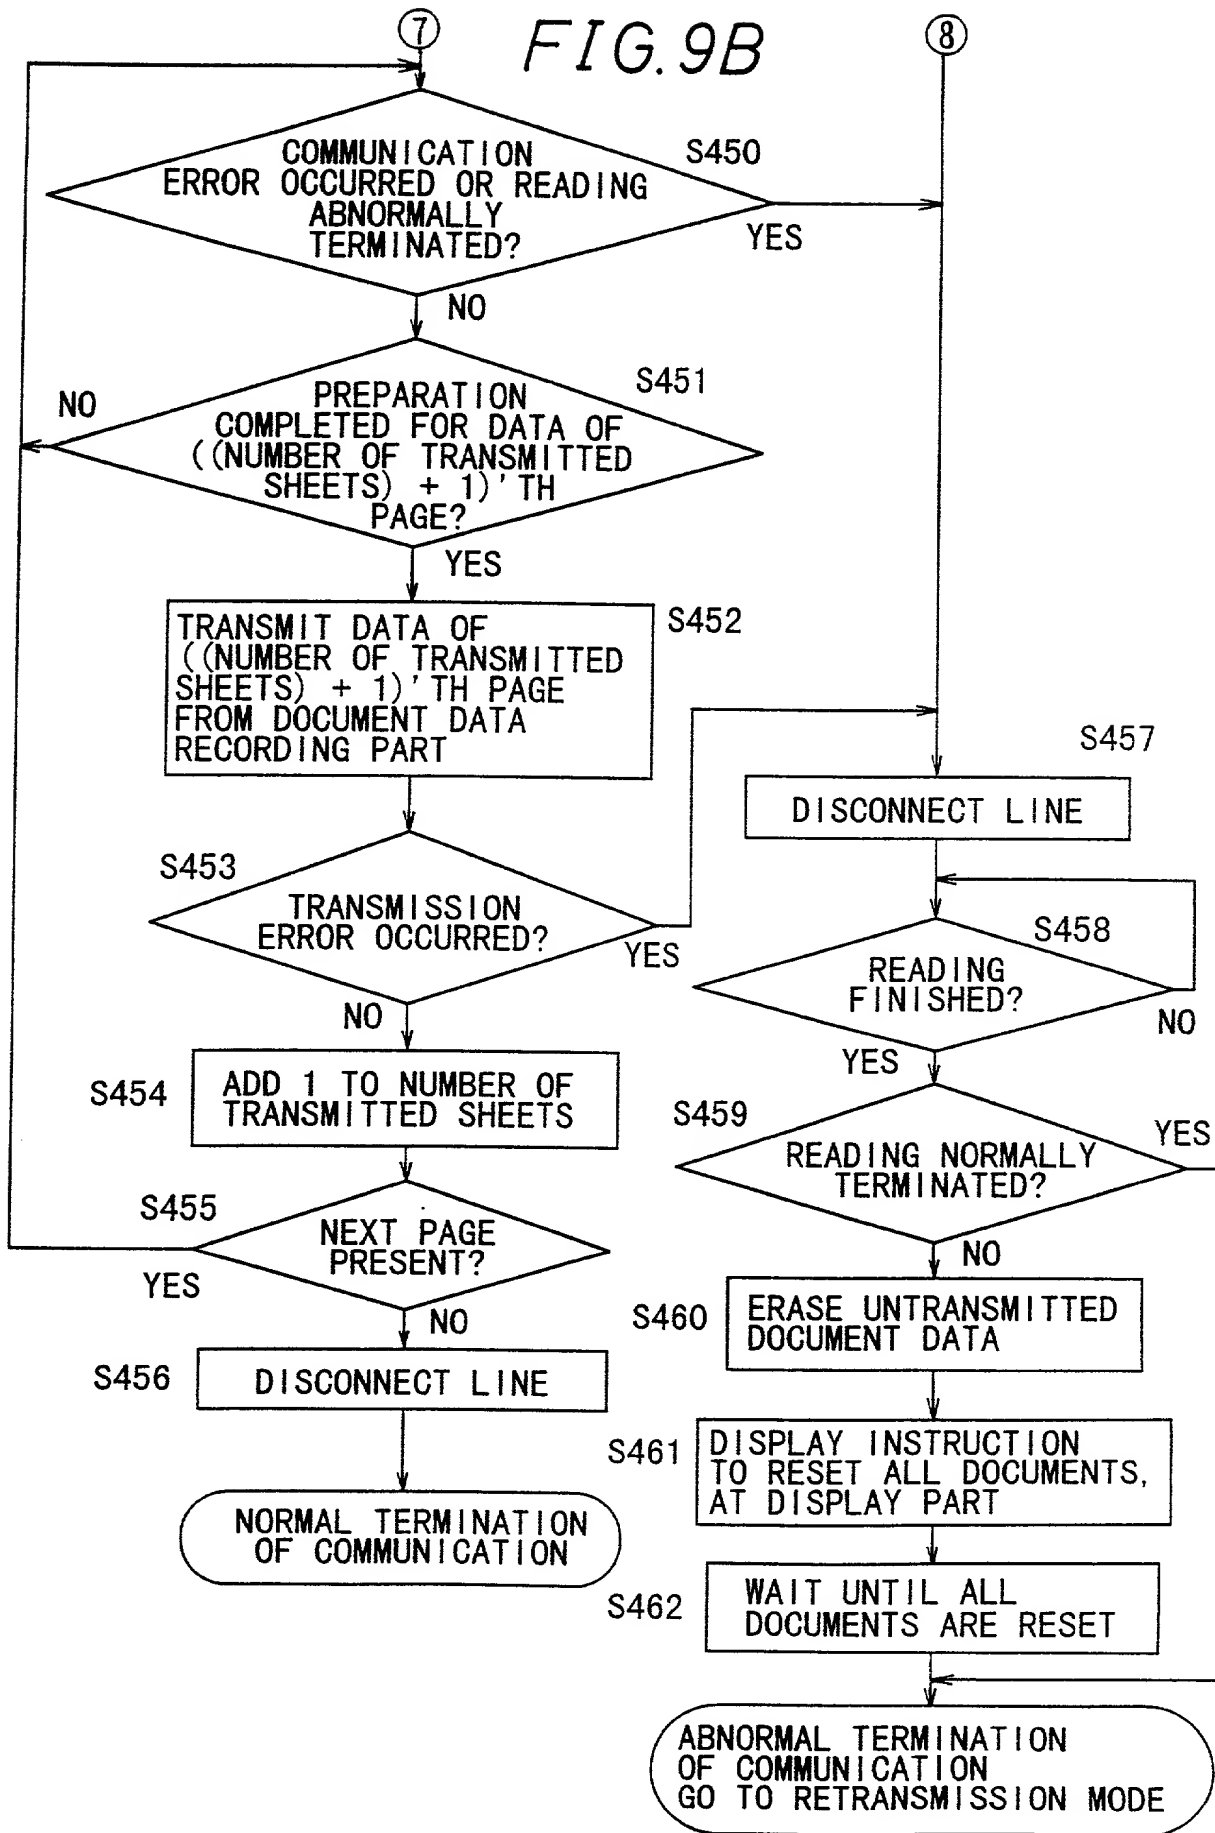 7
FIG. 9B
8
COMMUNICATION
ERROR OCCURRED OR READING
ABNORMALLY
TERMINATED?
S450
YES
NO
S451
NO
PREPARATION
COMPLETED FOR DATA OF
((NUMBER OF TRANSMITTED
SHEETS) + 1)'TH
PAGE?
YES
S452
TRANSMIT DATA OF
((NUMBER OF TRANSMITTED
SHEETS) + 1)'TH PAGE
FROM DOCUMENT DATA
RECORDING PART
S453
TRANSMISSION
ERROR OCCURRED?
YES
NO
S454
ADD 1 TO NUMBER OF
TRANSMITTED SHEETS
S455
NEXT PAGE
PRESENT?
YES
NO
S456
DISCONNECT LINE
NORMAL TERMINATION
OF COMMUNICATION
S457
DISCONNECT LINE
S458
READING
FINISHED?
NO
YES
S459
READING NORMALLY
TERMINATED?
YES
NO
S460
ERASE UNTRANSMITTED
DOCUMENT DATA
S461
DISPLAY INSTRUCTION
TO RESET ALL DOCUMENTS,
AT DISPLAY PART
S462
WAIT UNTIL ALL
DOCUMENTS ARE RESET
ABNORMAL TERMINATION
OF COMMUNICATION
GO TO RETRANSMISSION MODE